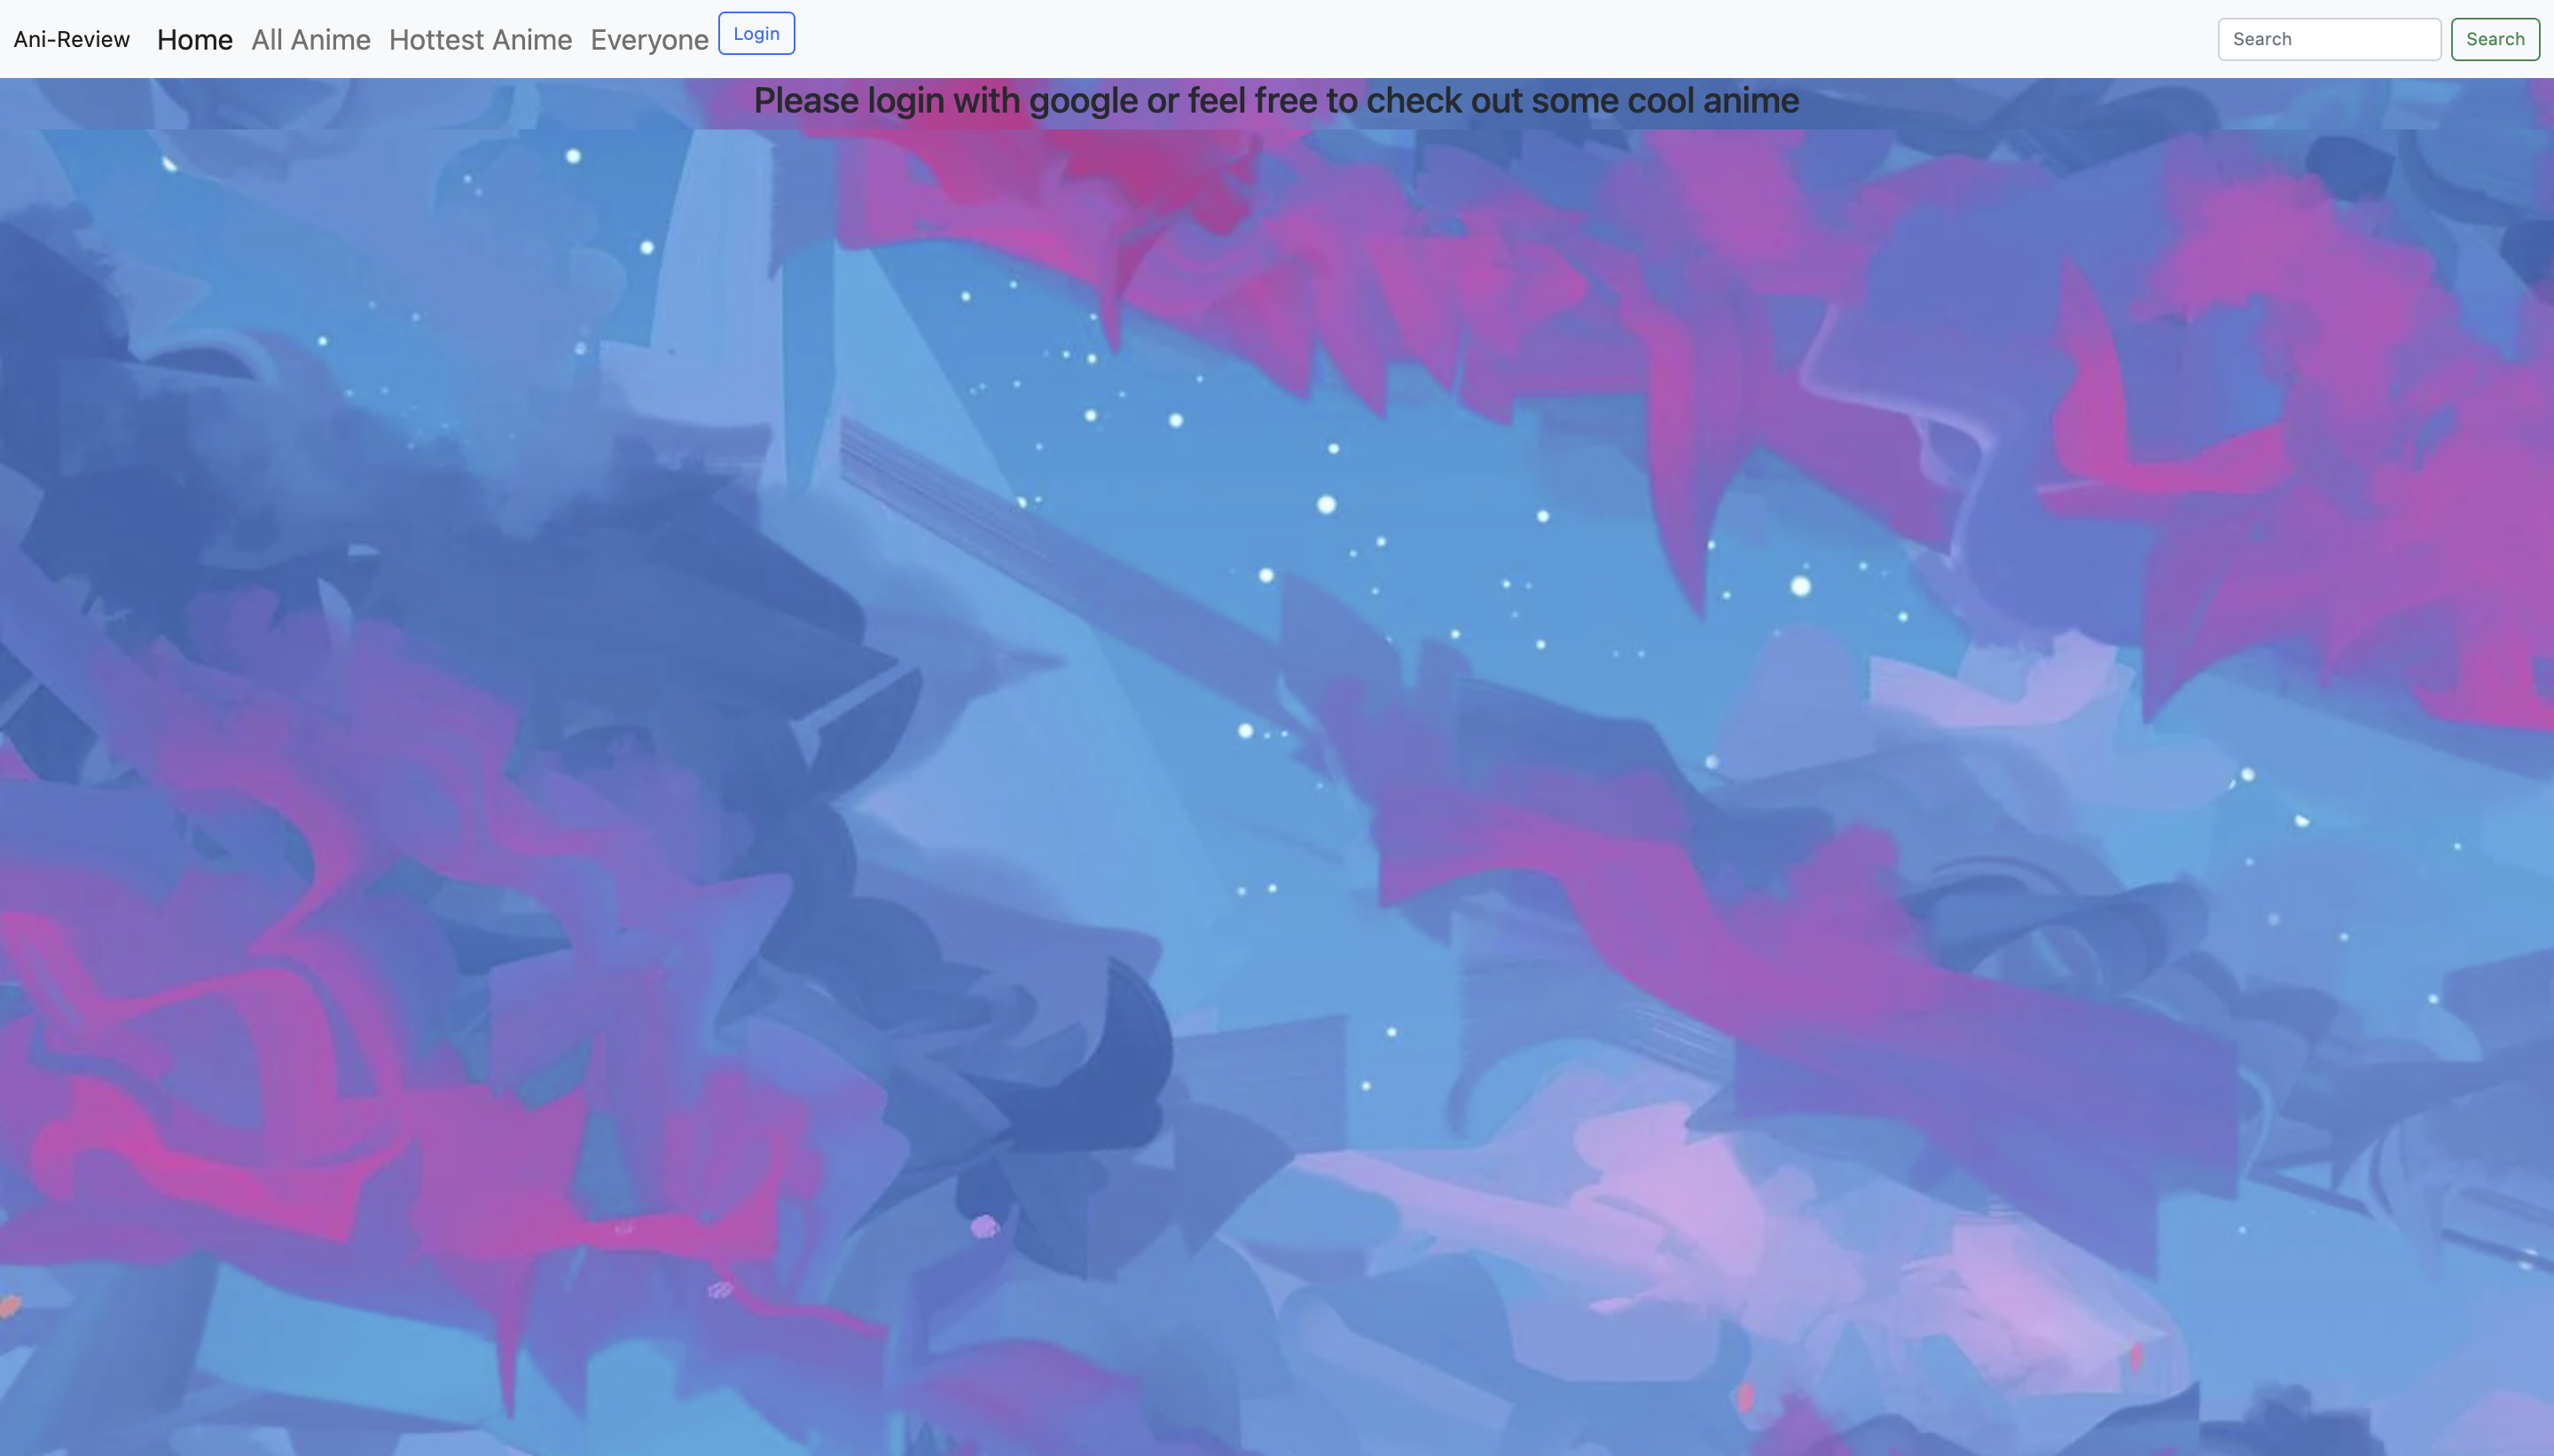 Ani-Review Home All Anime Hottest Anime Everyone Login Search Search
Please login with google or feel free to check out some cool anime